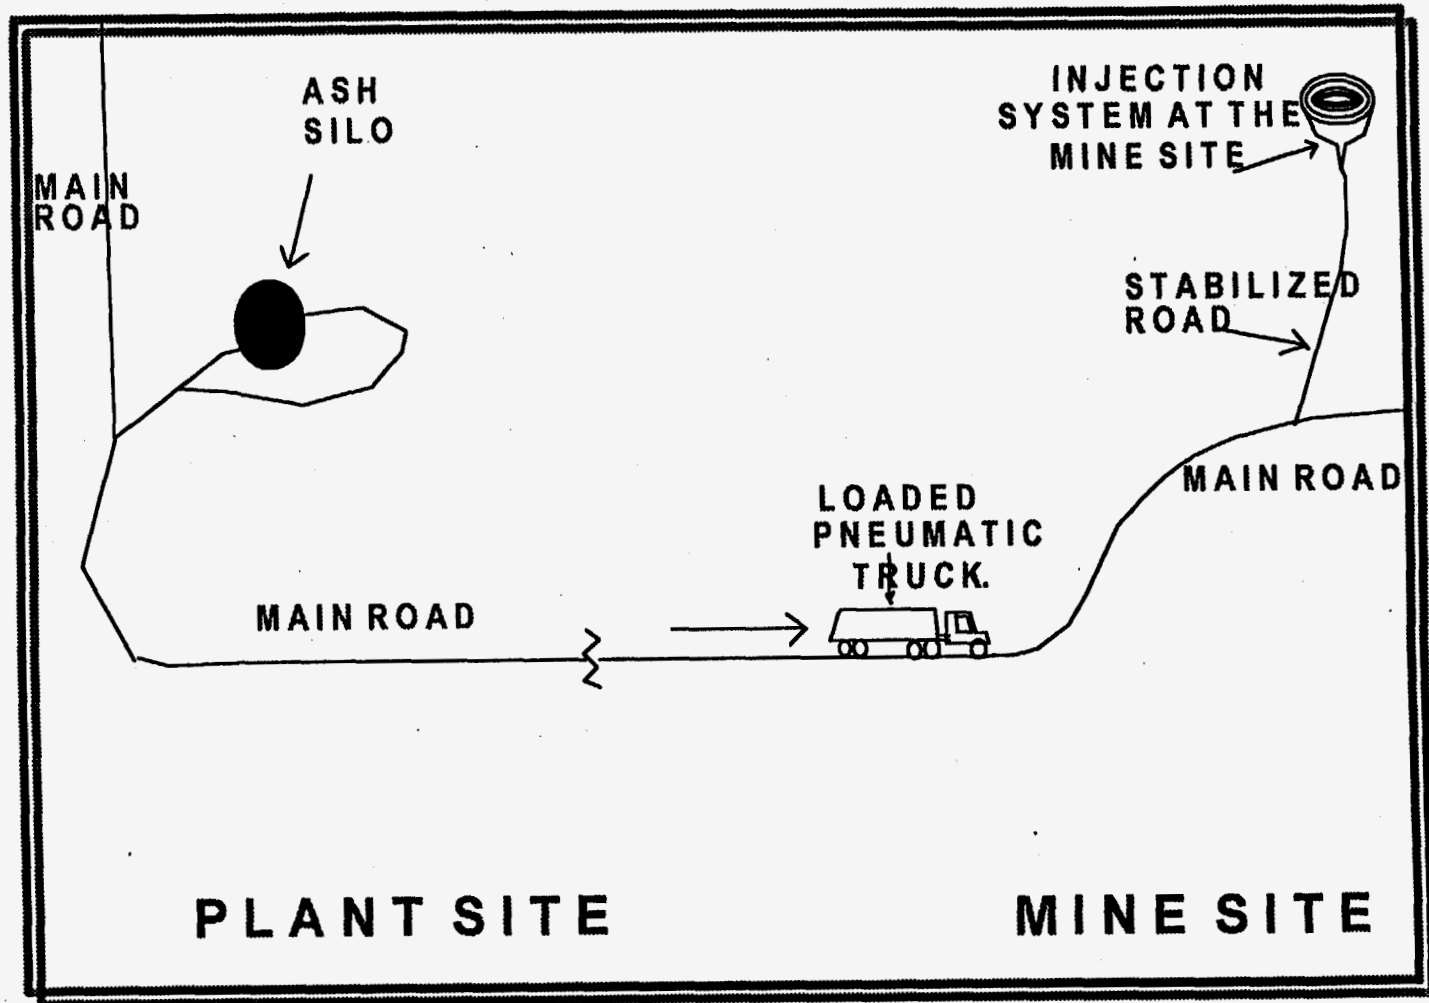 ASH
SILO
INJECTION
SYSTEM AT THE
MINE SITE
MAIN
ROAD
STABILIZED
ROAD
MAIN ROAD
LOADED
PNEUMATIC
TRUCK.
MAIN ROAD
PLANT SITE
MINE SITE